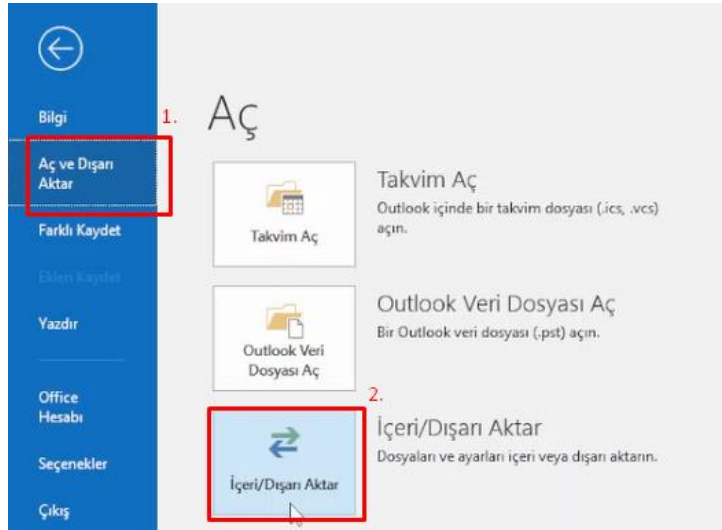 Bilgi
1.
Aç ve Dışarı
Aktar
Farklı Kaydet
Ekleri Kaydet
Yazdır
Office
Hesabı
Seçenekler
Çıkış
Aç
Takvim Aç
Takvim Aç
Outlook içinde bir takvim dosyası (.ics, .vcs)
açın.
Outlook Veri
Dosyası Aç
Outlook Veri Dosyası Aç
Bir Outlook veri dosyası (.pst) açın.
2.
İçeri/Dışarı Aktar
İçeri/Dışarı Aktar
Dosyaları ve ayarları içeri veya dışarı aktarın.